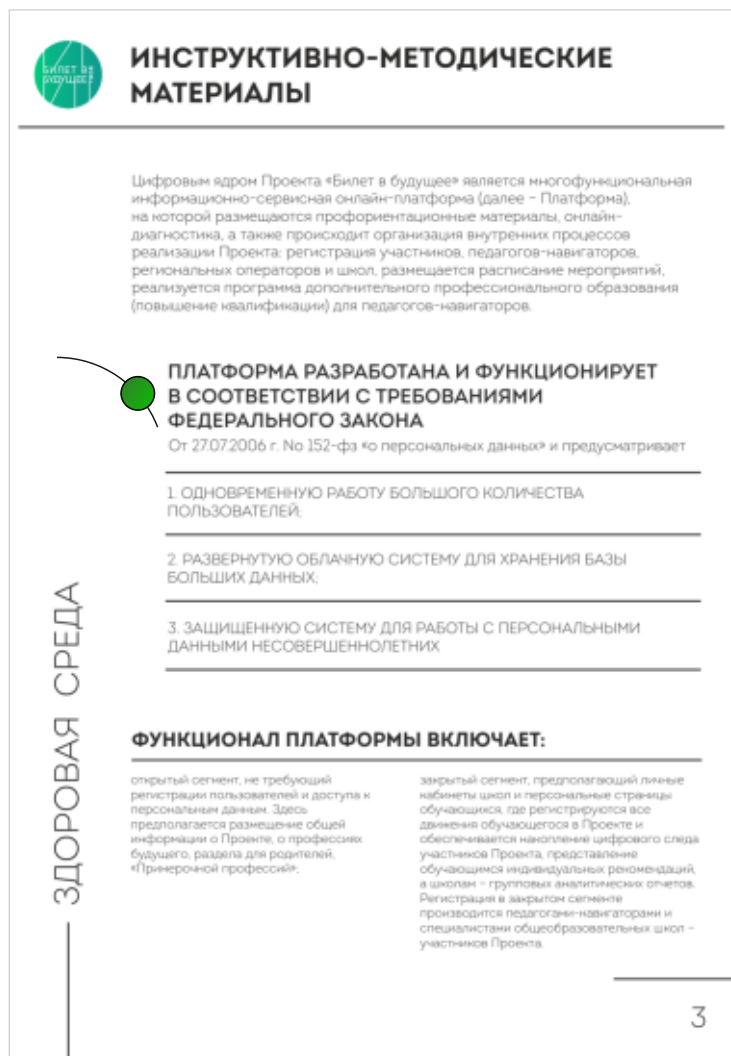 БИЛЕТ В
БУДУЩЕЕ
ИНСТРУКТИВНО-МЕТОДИЧЕСКИЕ
МАТЕРИАЛЫ
Цифровым ядром Проекта «Билет в будущее» является многофункциональная
информационно-сервисная онлайн-платформа (далее – Платформа),
на которой размещаются профориентационные материалы, онлайн-
диагностика, а также происходит организация внутренних процессов
реализации Проекта: регистрация участников, педагогов-навигаторов,
региональных операторов и школ, размещается расписание мероприятий,
реализуется программа дополнительного профессионального образования
(повышение квалификации) для педагогов-навигаторов.
ПЛАТФОРМА РАЗРАБОТАНА И ФУНКЦИОНИРУЕТ
В СООТВЕТСТВИИ С ТРЕБОВАНИЯМИ
ФЕДЕРАЛЬНОГО ЗАКОНА
От 27.07.2006 г. No 152-фз «о персональных данных» и предусматривает
1. ОДНОВРЕМЕННУЮ РАБОТУ БОЛЬШОГО КОЛИЧЕСТВА
ПОЛЬЗОВАТЕЛЕЙ;
2. РАЗВЕРНУТУЮ ОБЛАЧНУЮ СИСТЕМУ ДЛЯ ХРАНЕНИЯ БАЗЫ
БОЛЬШИХ ДАННЫХ;
3. ЗАЩИЩЕННУЮ СИСТЕМУ ДЛЯ РАБОТЫ С ПЕРСОНАЛЬНЫМИ
ДАННЫМИ НЕСОВЕРШЕННОЛЕТНИХ
ЗДОРОВАЯ СРЕДА
ФУНКЦИОНАЛ ПЛАТФОРМЫ ВКЛЮЧАЕТ:
открытый сегмент, не требующий
регистрации пользователей и доступа к
персональным данным. Здесь
предполагается размещение общей
информации о Проекте, о профессиях
будущего, раздела для родителей,
«Примерочной профессий»;
закрытый сегмент, предполагающий личные
кабинеты школ и персональные страницы
обучающихся, где регистрируются все
движения обучающегося в Проекте и
обеспечивается накопление цифрового следа
участников Проекта, представление
обучающимся индивидуальных рекомендаций,
а школам – групповых аналитических отчетов.
Регистрация в закрытом сегменте
производится педагогами-навигаторами и
специалистами общеобразовательных школ –
участников Проекта.
3